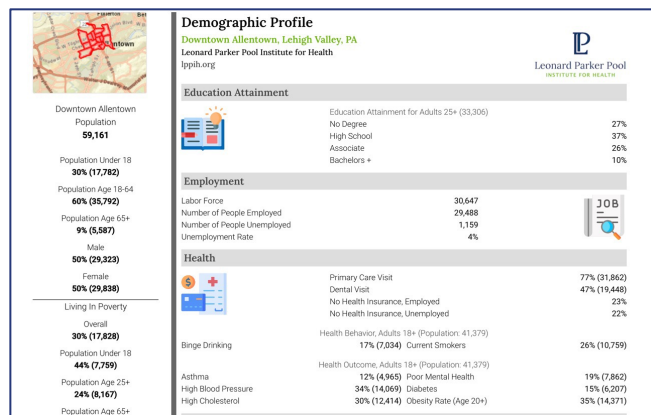 ntown
Downtown Allentown
Population
59,161
Population Under 18
30% (17,782)
Population Age 18-64
60% (35,792)
Population Age 65+
9% (5,587)
Male
50% (29,323)
Female
50% (29,838)
Living In Poverty
Overall
30% (17,828)
Population Under 18
44% (7,759)
Population Age 25+
24% (8,167)
Population Age 65+
Demographic Profile
Downtown Allentown, Lehigh Valley, PA
Leonard Parker Pool Institute for Health
lppih.org
Leonard Parker Pool
INSTITUTE FOR HEALTH
Education Attainment
Education Attainment for Adults 25+ (33,306)
No Degree 27%
High School 37%
Associate 26%
Bachelors + 10%
Employment
Labor Force 30,647
Number of People Employed 29,488
Number of People Unemployed 1,159
Unemployment Rate 4%
JOB
Health
Primary Care Visit 77% (31,862)
Dental Visit 47% (19,448)
No Health Insurance, Employed 23%
No Health Insurance, Unemployed 22%
Health Behavior, Adults 18+ (Population: 41,379)
Binge Drinking 17% (7,034) Current Smokers 26% (10,759)
Health Outcome, Adults 18+ (Population: 41,379)
Asthma 12% (4,965) Poor Mental Health 19% (7,862)
High Blood Pressure 34% (14,069) Diabetes 15% (6,207)
High Cholesterol 30% (12,414) Obesity Rate (Age 20+) 35% (14,371)